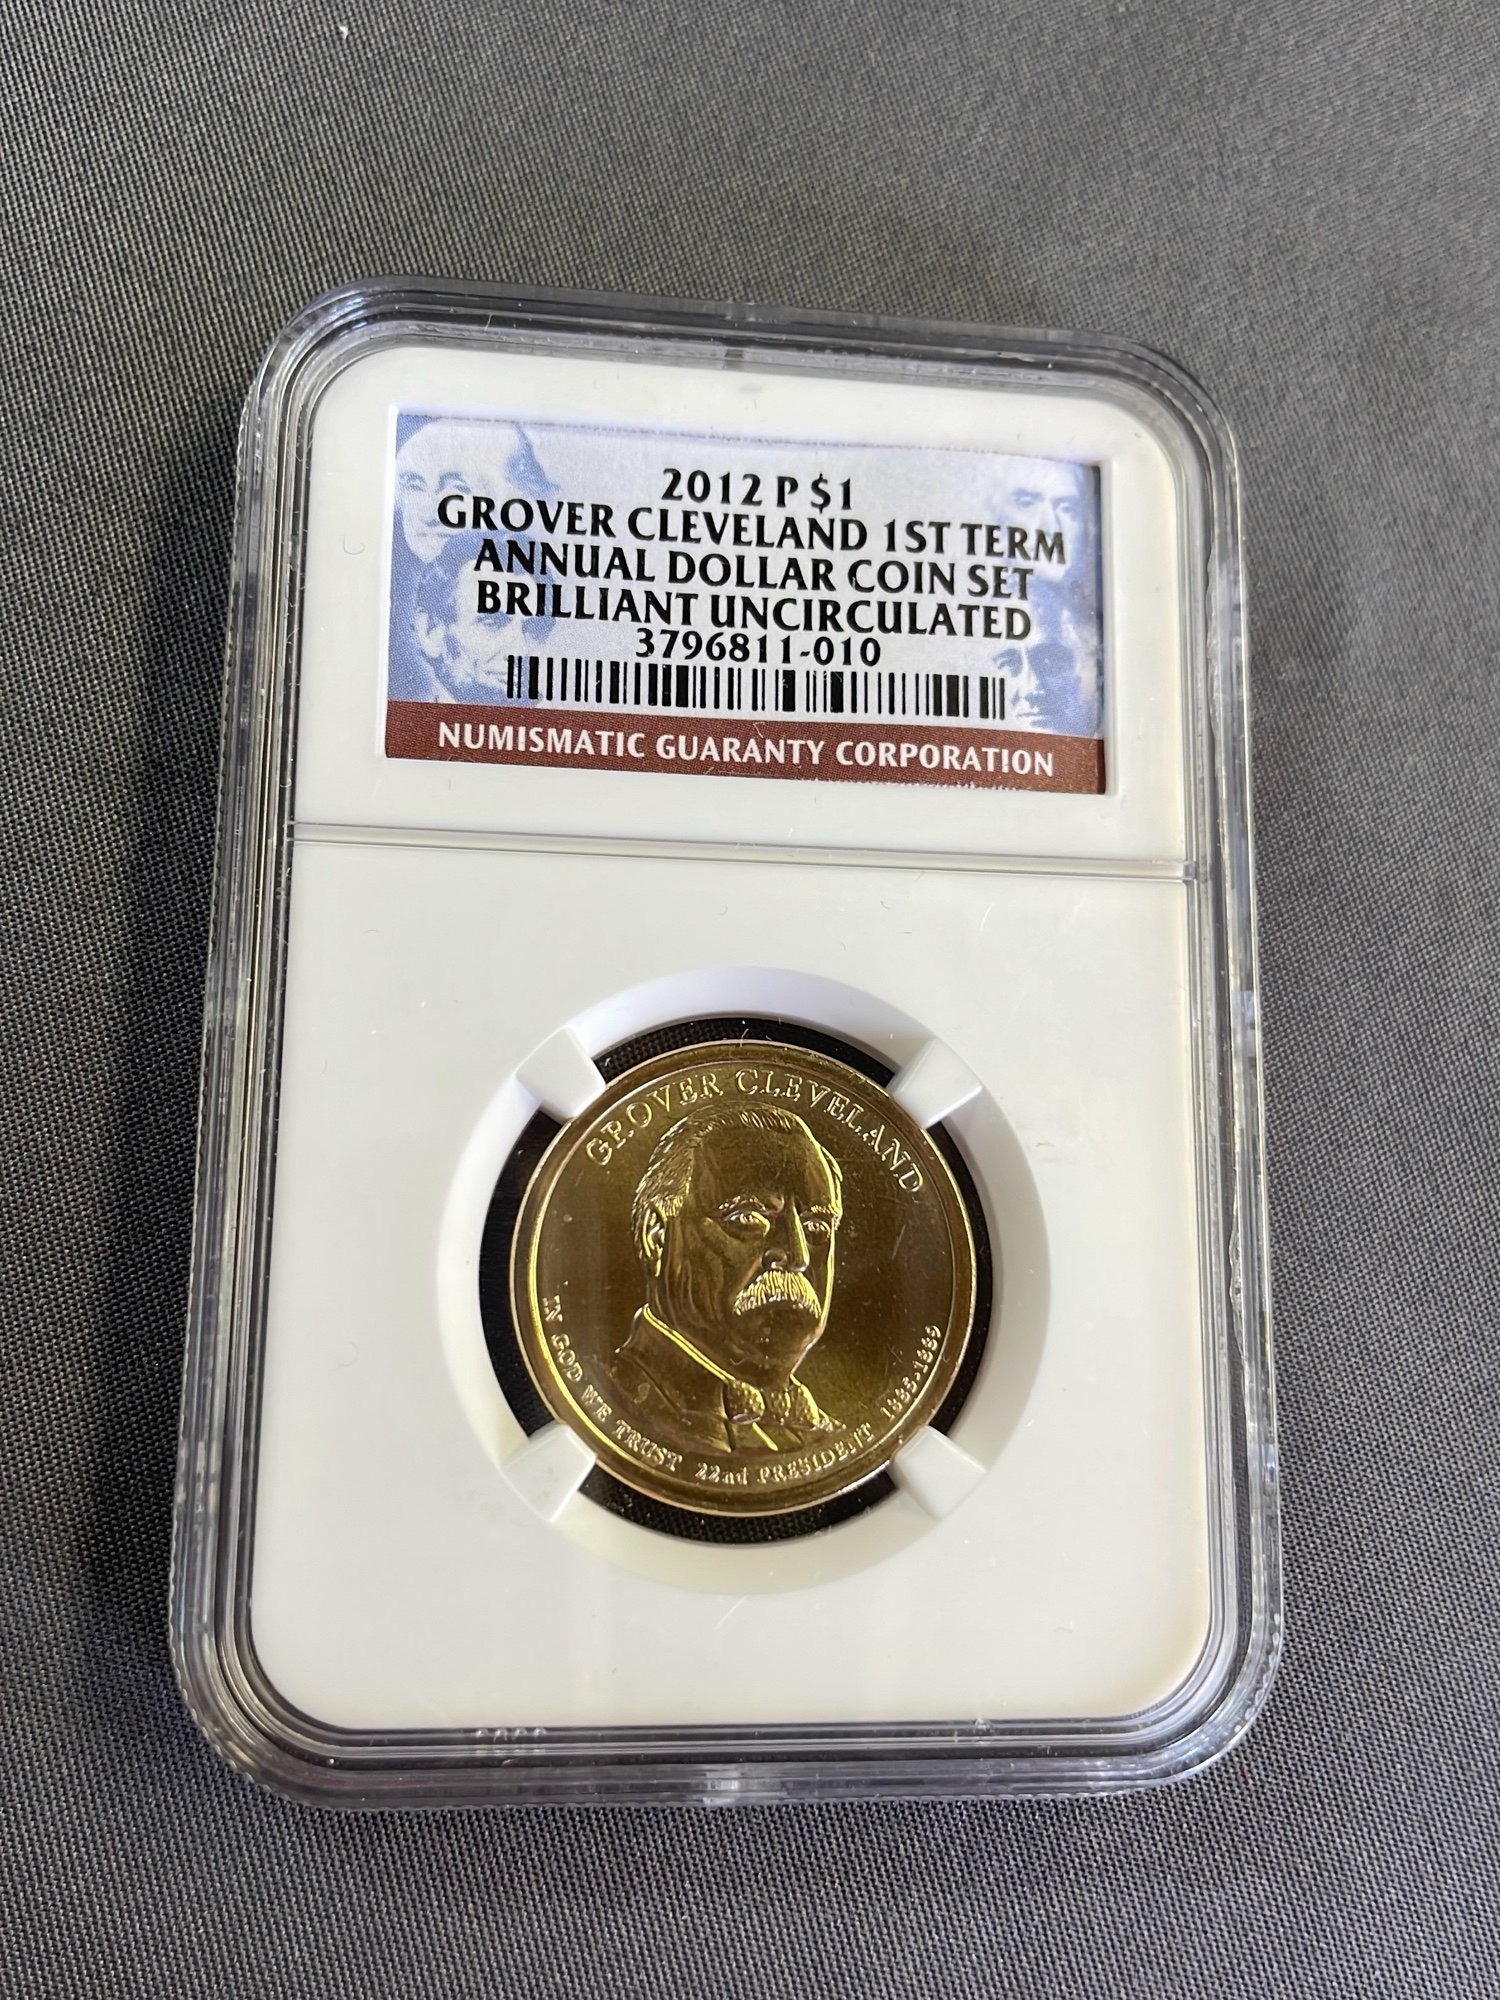 2012 P $1
GROVER CLEVELAND 1ST TERM
ANNUAL DOLLAR COIN SET
BRILLIANT UNCIRCULATED
3796811-010
NUMISMATIC GUARANTY CORPORATION
GROVER CLEVELAND
IN GOD WE TRUST 22nd PRESIDENT 1885-1889